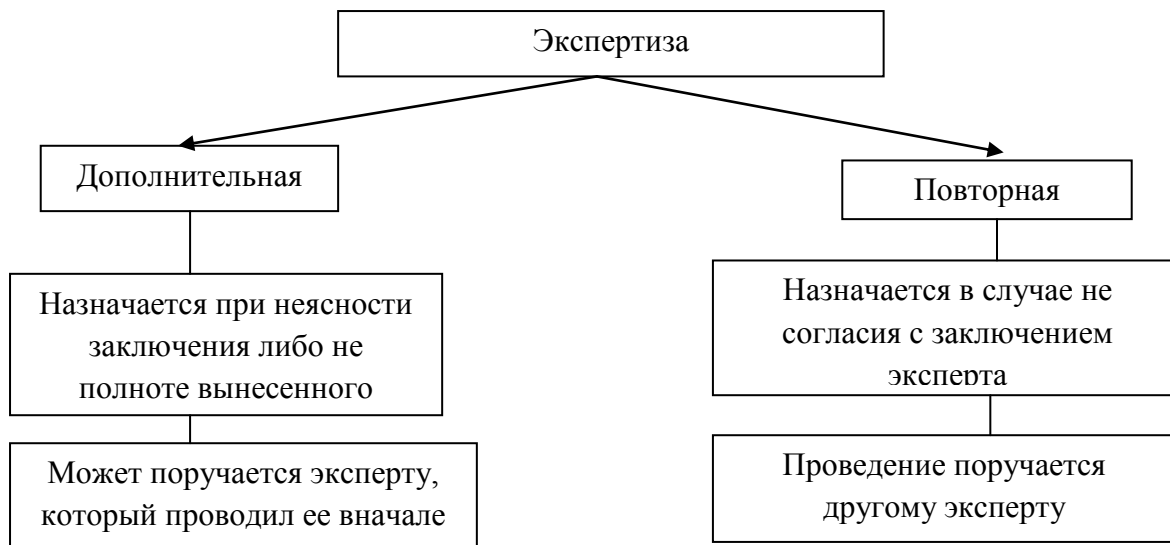 Экспертиза
Дополнительная
Повторная
Назначается при неясности
заключения либо не
полноте вынесенного
Назначается в случае не
согласия с заключением
эксперта
Может поручается эксперту,
который проводил ее вначале
Проведение поручается
другому эксперту